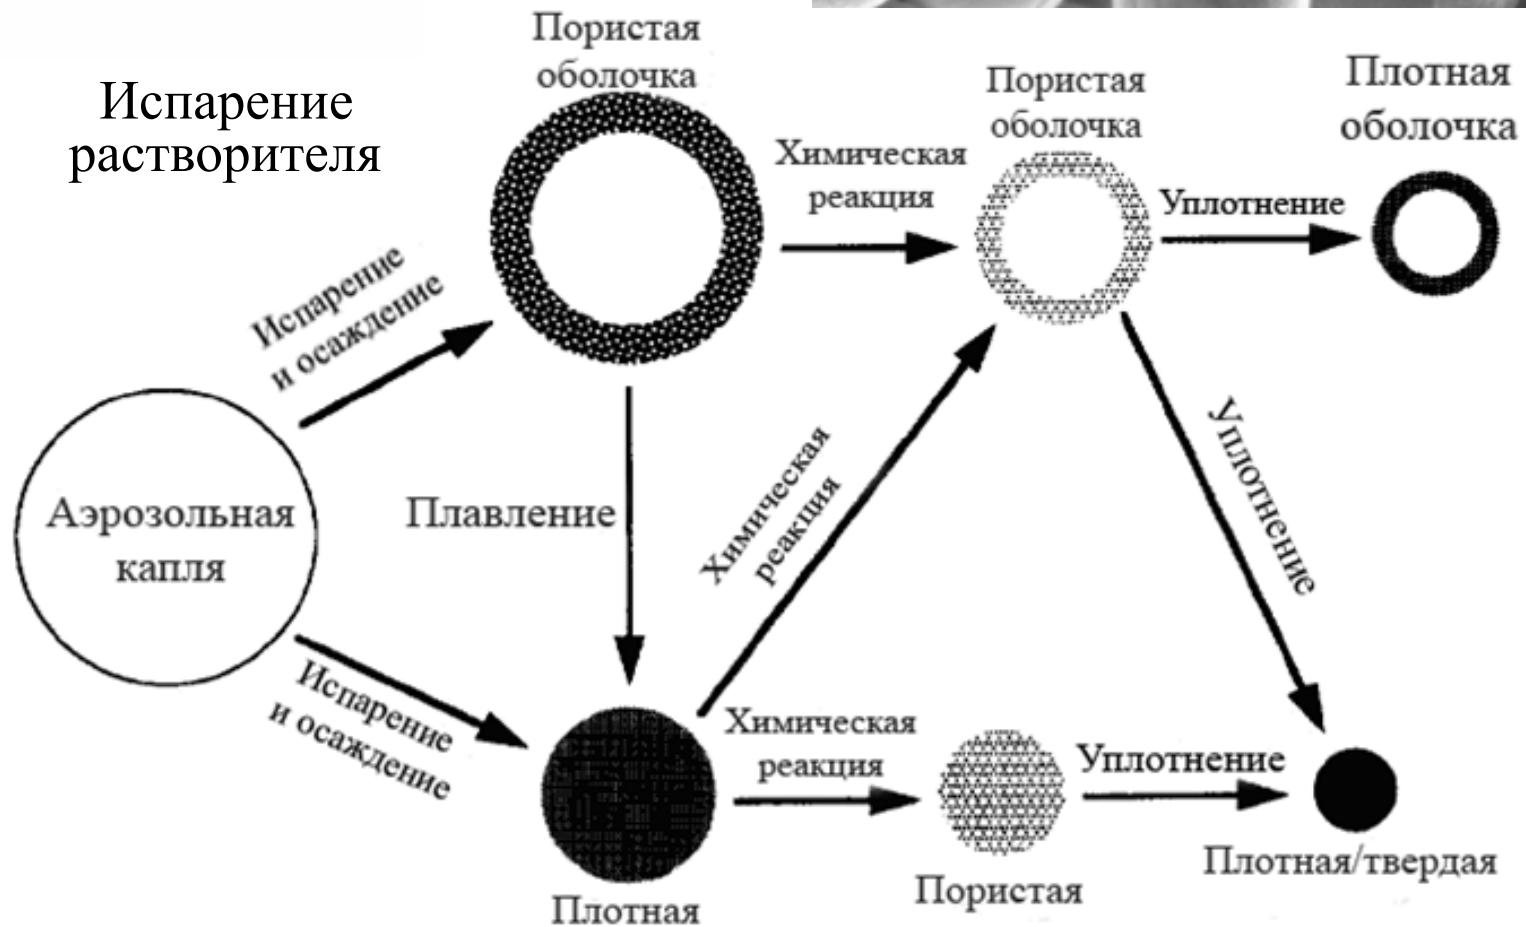 Испарение
растворителя
Пористая
оболочка
Пористая
оболочка
Плотная
оболочка
Химическая
реакция
Уплотнение
Испарение
и осаждение
Аэрозольная
капля
Плавление
Химическая
реакция
Уплотнение
Испарение
и осаждение
Химическая
реакция
Уплотнение
Плотная
Пористая
Плотная/твердая